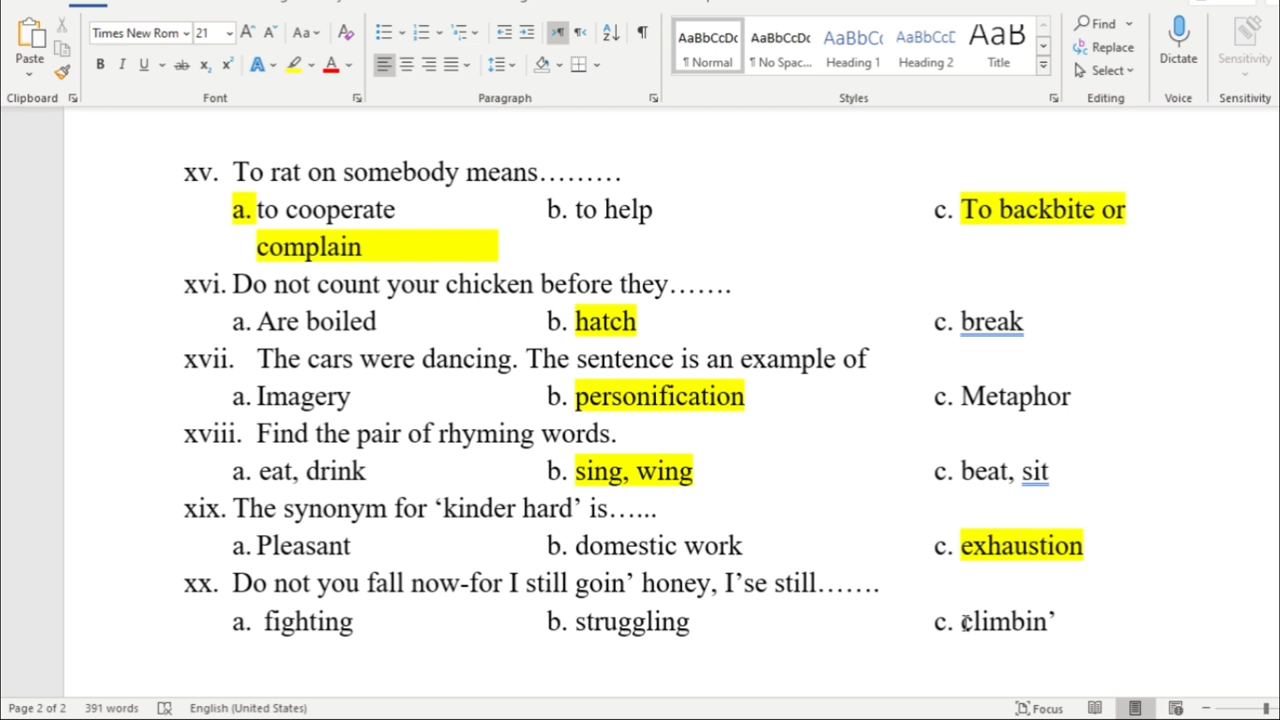 Times New Rom 21 Aa Find
Paste B I U ab x₂ x² A A AaBbCcDc AaBbCcDc AaBbCc AaBbCcD AaB Replace Dictate Sensitivity
¶ Normal ¶ No Spac... Heading 1 Heading 2 Title Select
Clipboard Font Paragraph Styles Editing Voice Sensitivity
xv. To rat on somebody means………
a. to cooperate b. to help c. To backbite or
complain
xvi. Do not count your chicken before they…….
a. Are boiled b. hatch c. break
xvii. The cars were dancing. The sentence is an example of
a. Imagery b. personification c. Metaphor
xviii. Find the pair of rhyming words.
a. eat, drink b. sing, wing c. beat, sit
xix. The synonym for ‘kinder hard’ is…...
a. Pleasant b. domestic work c. exhaustion
xx. Do not you fall now-for I still goin’ honey, I’se still…….
a. fighting b. struggling c. climbin’
Page 2 of 2 391 words English (United States) Focus